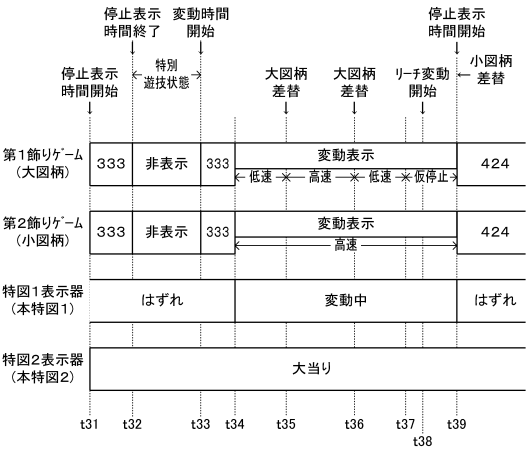 停止表示
時間終了
変動時間
開始
停止表示
時間開始
特別
遊技状態
小図柄
差替
停止表示
時間開始
大図柄
差替
大図柄
差替
リーチ変動
開始
第1飾りゲーム
(大図柄)
333
非表示
333
変動表示
424
低速
高速
低速
仮停止
第2飾りゲーム
(小図柄)
333
非表示
333
変動表示
424
高速
特図1表示器
(本特図1)
はずれ
変動中
はずれ
特図2表示器
(本特図2)
大当り
t31
t32
t33
t34
t35
t36
t37
t38
t39